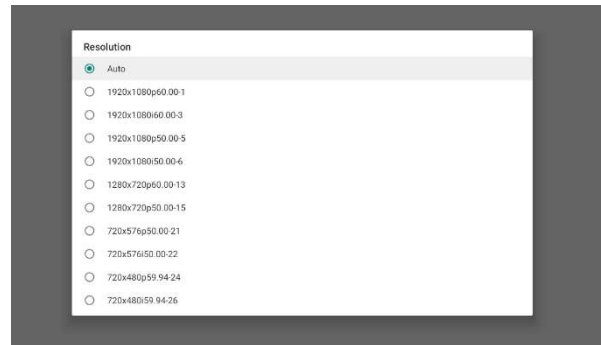 Resolution
Auto
1920x1080p60.00-1
1920x1080i60.00-3
1920x1080p50.00-5
1920x1080i50.00-6
1280x720p60.00-13
1280x720p50.00-15
720x576p50.00-21
720x576i50.00-22
720x480p59.94-24
720x480i59.94-26